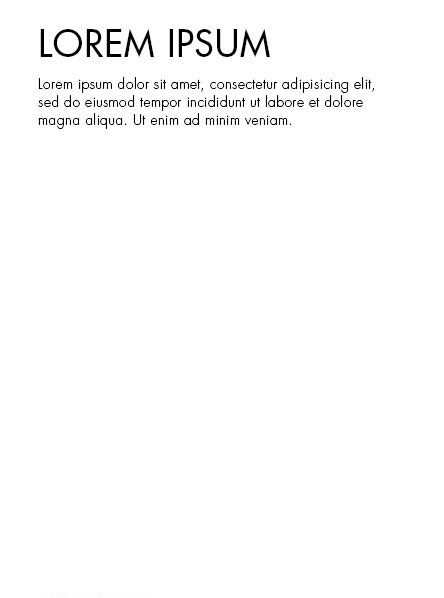 LOREM IPSUM
Lorem ipsum dolor sit amet, consectetur adipisicing elit,
sed do eiusmod tempor incididunt ut labore et dolore
magna aliqua. Ut enim ad minim veniam.